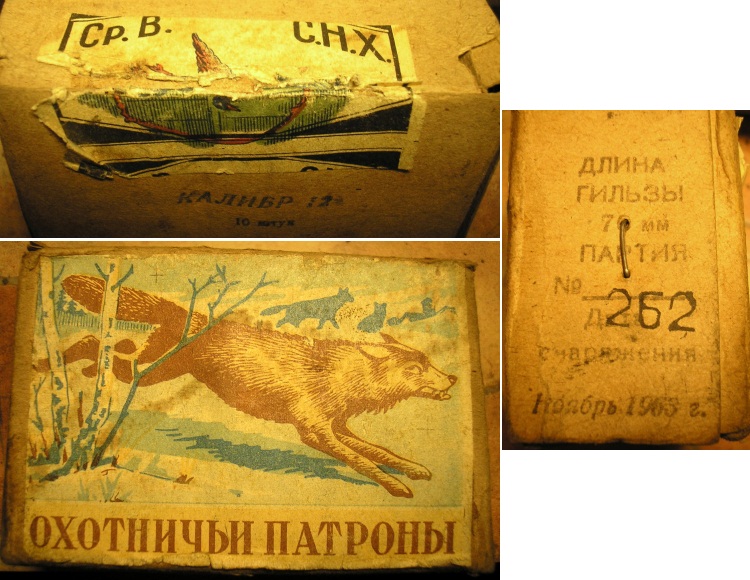 Ср. В. С.Н.Х.
КАЛИБР 12
10 штук
ОХОТНИЧЬИ ПАТРОНЫ
ДЛИНА
ГИЛЬЗЫ
70 мм
ПАРТИЯ
№ 262
снаряжения
Ноябрь 1963 г.